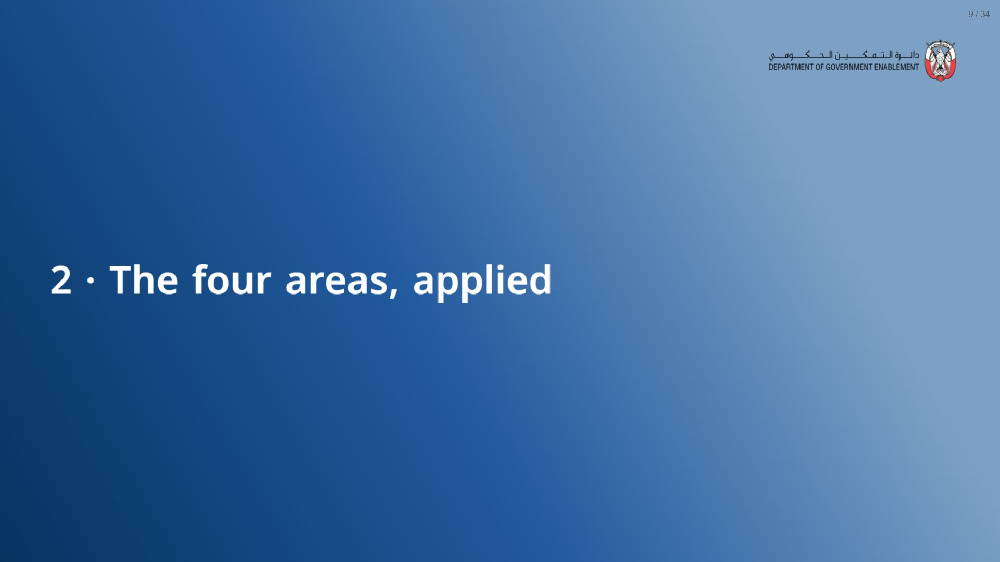 9 / 34
دائرة التمكين الحكومي
DEPARTMENT OF GOVERNMENT ENABLEMENT
2 · The four areas, applied